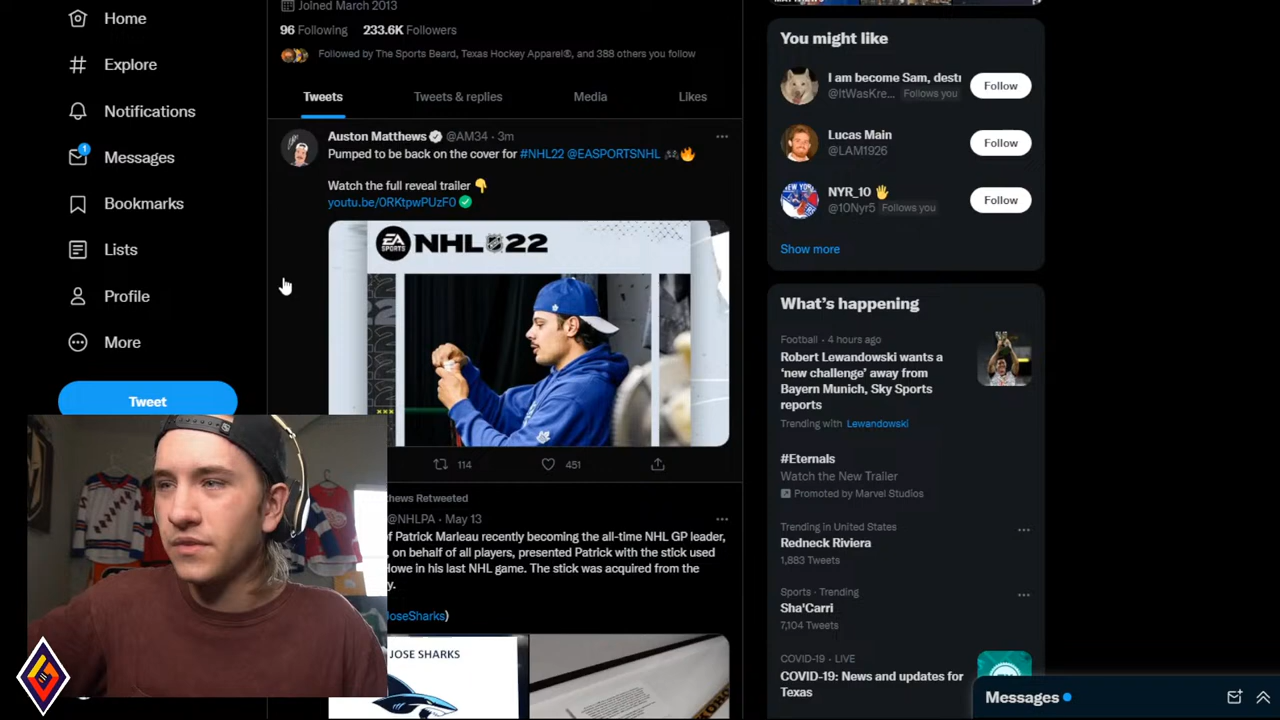 Joined March 2013
96 Following 233.6K Followers
Followed by The Sports Beard, Texas Hockey Apparel®, and 388 others you follow
Home
Explore
Notifications
1
Messages
Bookmarks
Lists
Profile
More
Tweet
Tweets Tweets & replies Media Likes
Auston Matthews @AM34 · 3m
Pumped to be back on the cover for #NHL22 @EASPORTSNHL 🎮🔥
Watch the full reveal trailer 👇
youtu.be/0RKtpwPUzF0 ✅
EA SPORTS NHL 22
114 451
hews Retweeted
@NHLPA · May 13
of Patrick Marleau recently becoming the all-time NHL GP leader,
, on behalf of all players, presented Patrick with the stick used
Howe in his last NHL game. The stick was acquired from the
y.
JoseSharks)
JOSE SHARKS
You might like
I am become Sam, destr
@ItWasKre... Follows you
Follow
Lucas Main
@LAM1926
Follow
NYR_10 🖐
@10Nyr5 Follows you
Follow
Show more
What's happening
Football · 4 hours ago
Robert Lewandowski wants a
'new challenge' away from
Bayern Munich, Sky Sports
reports
Trending with Lewandowski
#Eternals
Watch the New Trailer
Promoted by Marvel Studios
Trending in United States
Redneck Riviera
1,883 Tweets
Sports · Trending
Sha'Carri
7,104 Tweets
COVID-19 · LIVE
COVID-19: News and updates for
Texas
Messages